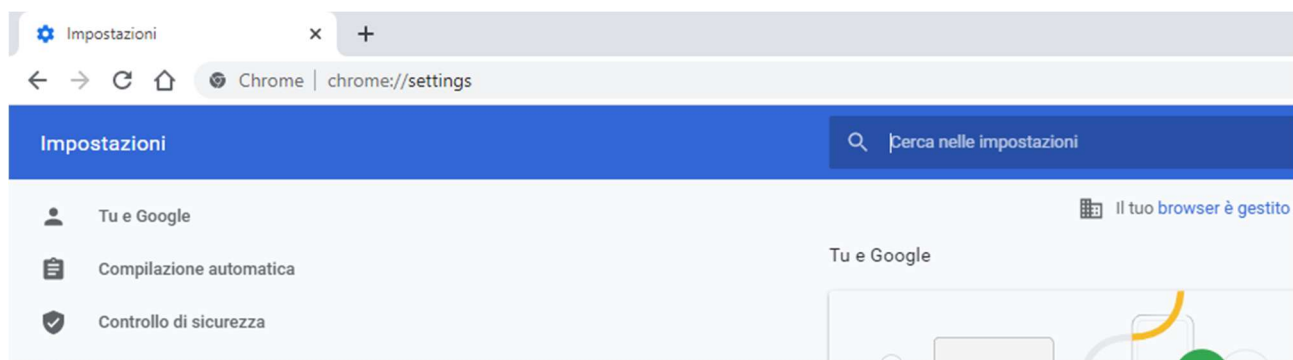 Impostazioni
Chrome | chrome://settings
Impostazioni
Cerca nelle impostazioni
Tu e Google
Compilazione automatica
Controllo di sicurezza
Il tuo browser è gestito
Tu e Google